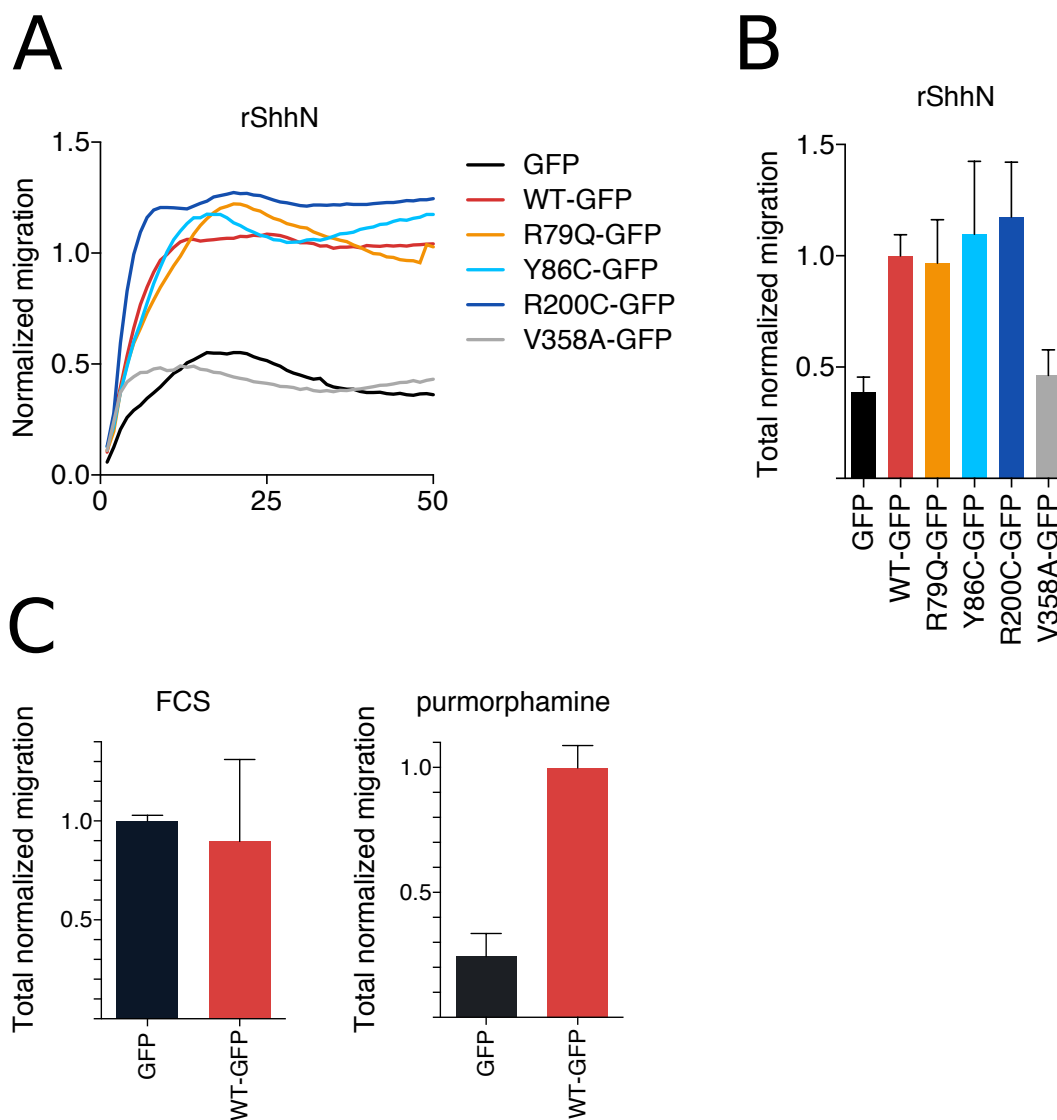 A
rShhN
Normalized migration
1.5
1.0
0.5
0.0
0
25
50
GFP
WT-GFP
R79Q-GFP
Y86C-GFP
R200C-GFP
V358A-GFP
B
rShhN
Total normalized migration
1.5
1.0
0.5
GFP
WT-GFP
R79Q-GFP
Y86C-GFP
R200C-GFP
V358A-GFP
C
FCS
Total normalized migration
1.0
0.5
GFP
WT-GFP
purmorphamine
Total normalized migration
1.0
0.5
GFP
WT-GFP